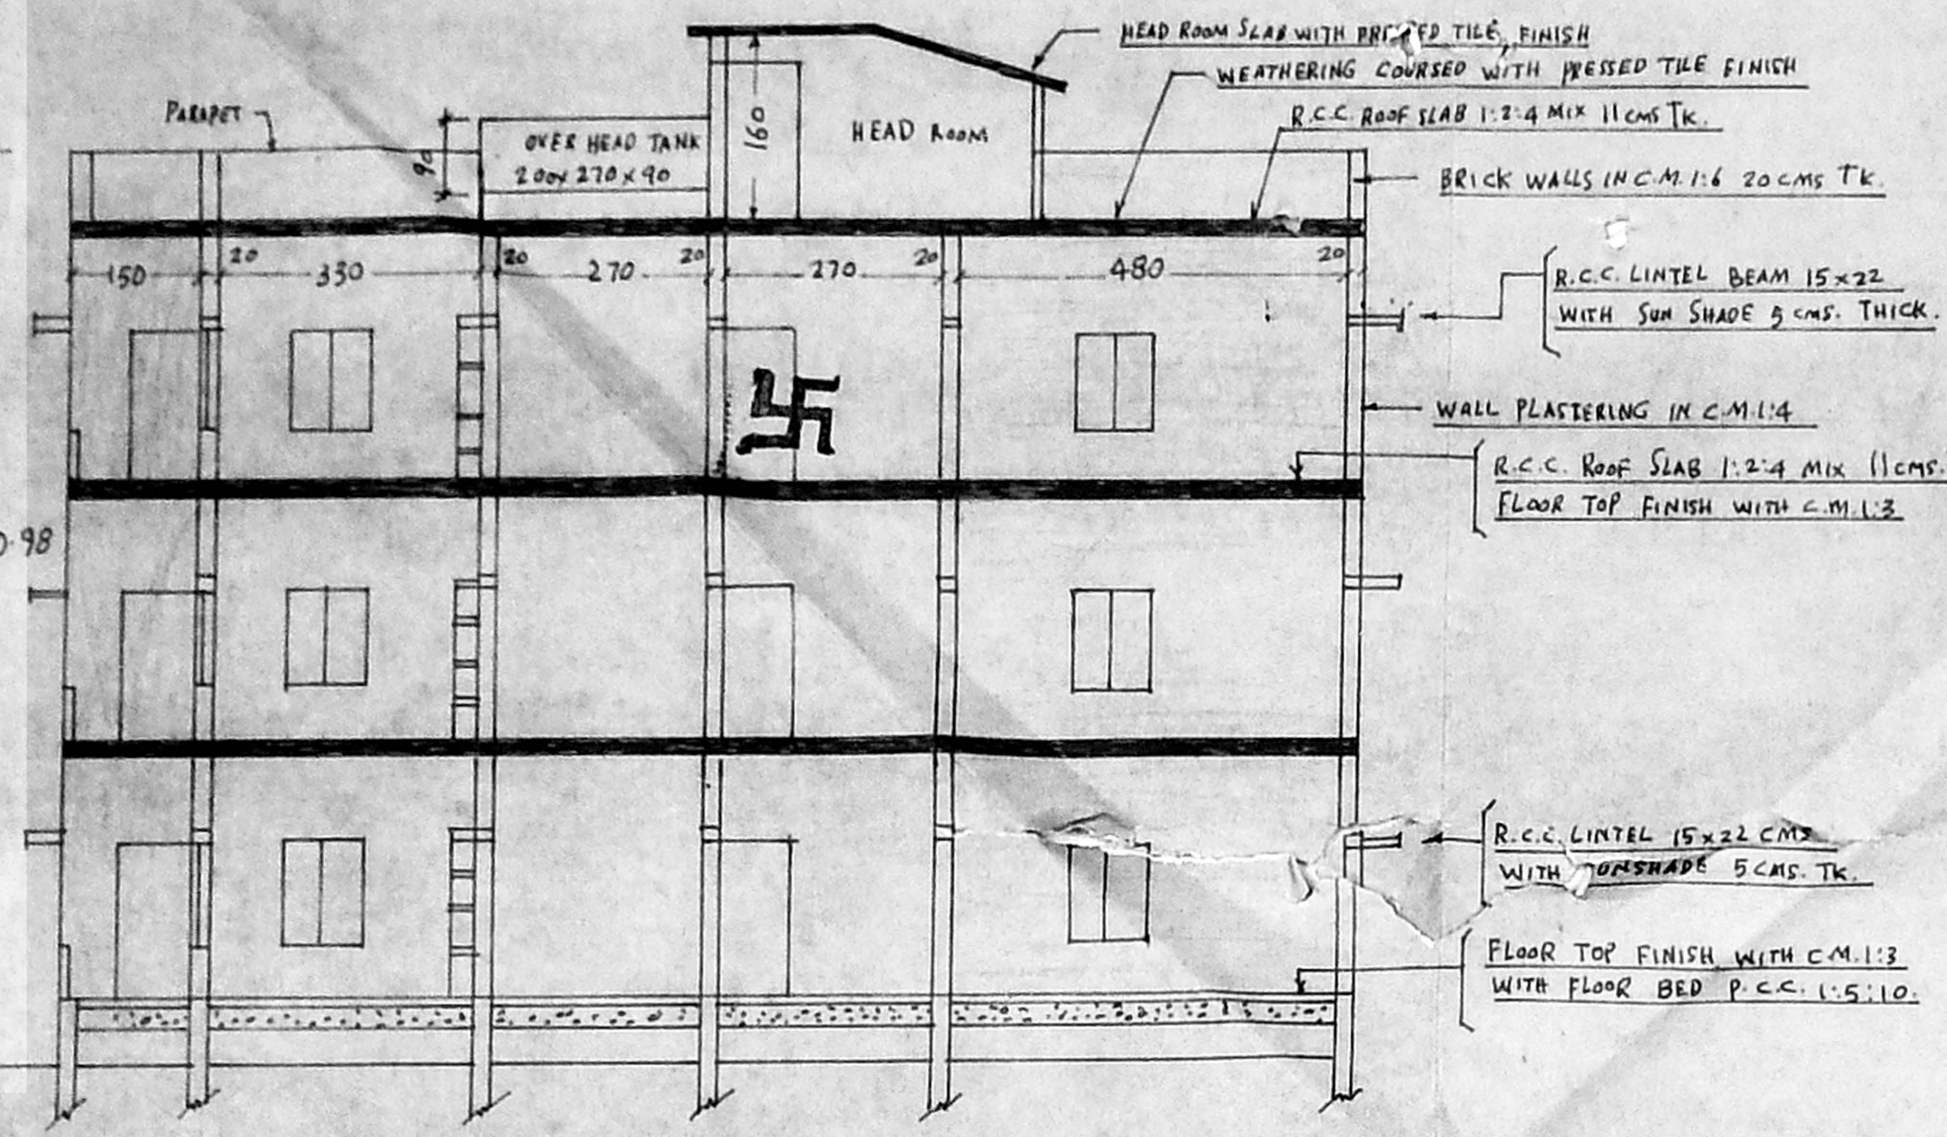 HEAD ROOM SLAB WITH PRESSED TILE FINISH
WEATHERING COURSED WITH PRESSED TILE FINISH
R.C.C. ROOF SLAB 1:2:4 MIX 11 CMS TK.
PARAPET
90
OVER HEAD TANK
200x270x90
160
HEAD ROOM
BRICK WALLS IN C.M. 1:6 20 CMS TK.
150
20
330
20
270
20
270
20
480
20
R.C.C. LINTEL BEAM 15x22
WITH SUN SHADE 5 CMS. THICK.
WALL PLASTERING IN C.M.1:4
R.C.C. ROOF SLAB 1:2:4 MIX 11 CMS.
FLOOR TOP FINISH WITH C.M.1:3
0.98
R.C.C. LINTEL 15x22 CMS
WITH SUNSHADE 5 CMS. TK.
FLOOR TOP FINISH WITH C.M.1:3
WITH FLOOR BED P.C.C. 1:5:10.